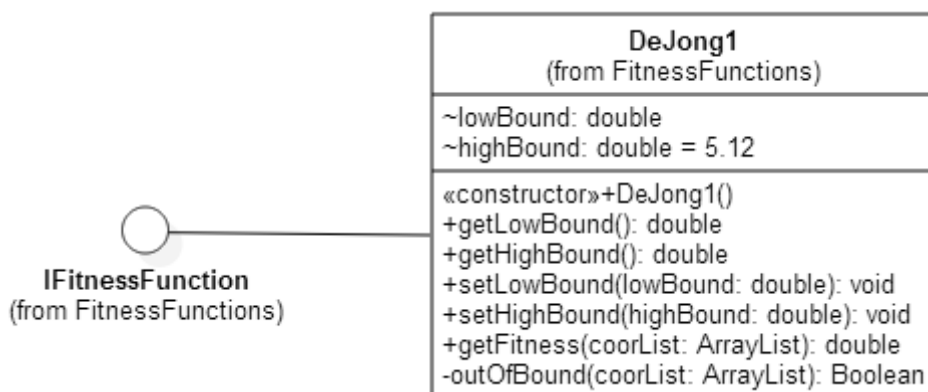 DeJong1
(from FitnessFunctions)
~lowBound: double
~highBound: double = 5.12
«constructor»+DeJong1()
+getLowBound(): double
+getHighBound(): double
+setLowBound(lowBound: double): void
+setHighBound(highBound: double): void
+getFitness(coorList: ArrayList): double
-outOfBound(coorList: ArrayList): Boolean
IFitnessFunction
(from FitnessFunctions)